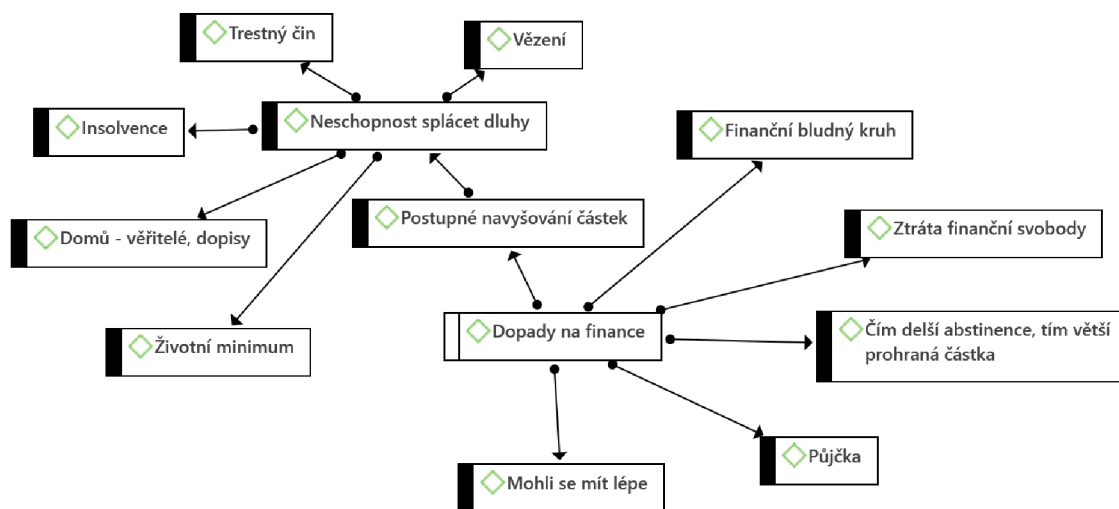 Trestný čin
Vězení
Insolvence
Neschopnost splácet dluhy
Finanční bludný kruh
Postupné navyšování částek
Domů - věřitelé, dopisy
Ztráta finanční svobody
Životní minimum
Dopady na finance
Čím delší abstinence, tím větší
prohraná částka
Půjčka
Mohli se mít lépe